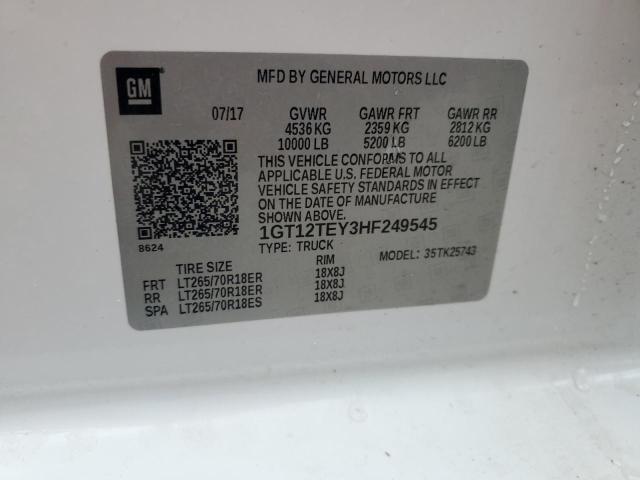 GM
MFD BY GENERAL MOTORS LLC
07/17 GVWR GAWR FRT GAWR RR
4536 KG 2359 KG 2812 KG
10000 LB 5200 LB 6200 LB
THIS VEHICLE CONFORMS TO ALL
APPLICABLE U.S. FEDERAL MOTOR
VEHICLE SAFETY STANDARDS IN EFFECT
ON THE DATE OF MANUFACTURE
SHOWN ABOVE.
8624
1GT12TEY3HF249545
TYPE: TRUCK MODEL: 35TK25743
TIRE SIZE RIM
FRT LT265/70R18ER 18X8J
RR LT265/70R18ER 18X8J
SPA LT265/70R18ES 18X8J